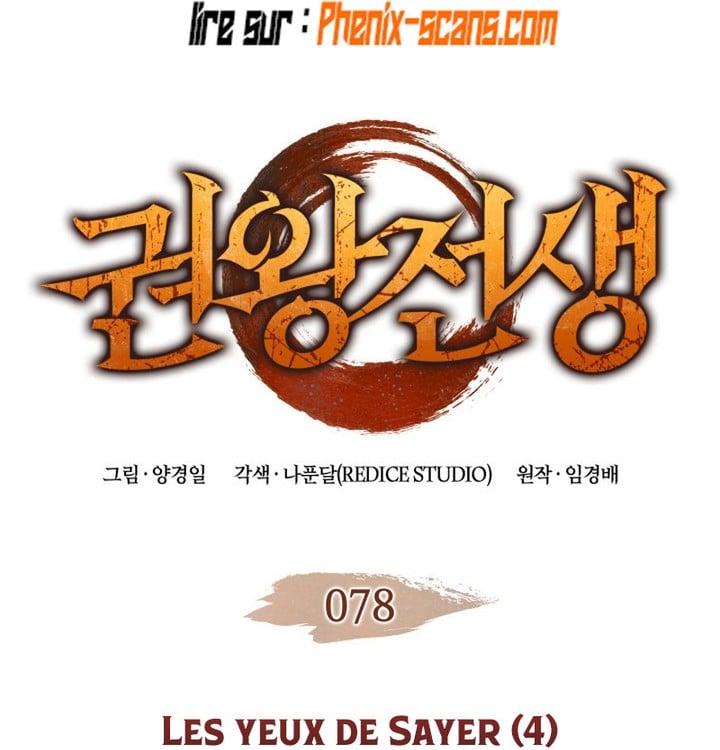 lire sur : Phenix-scans.com
권왕전생
그림·양경일 각색·나푼달(REDICE STUDIO) 원작·임경배
078
LES YEUX DE SAYER (4)